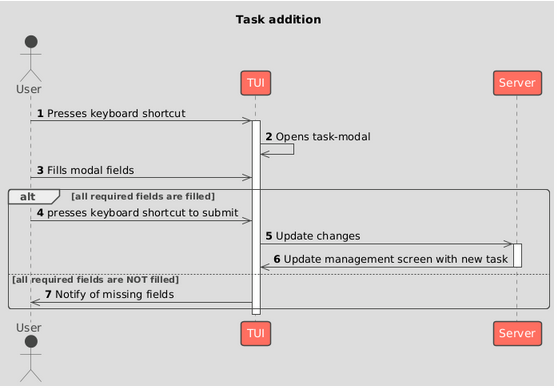 Task addition
User
TUI
Server
1 Presses keyboard shortcut
2 Opens task-modal
3 Fills modal fields
alt [all required fields are filled]
4 presses keyboard shortcut to submit
5 Update changes
6 Update management screen with new task
[all required fields are NOT filled]
7 Notify of missing fields
User
TUI
Server